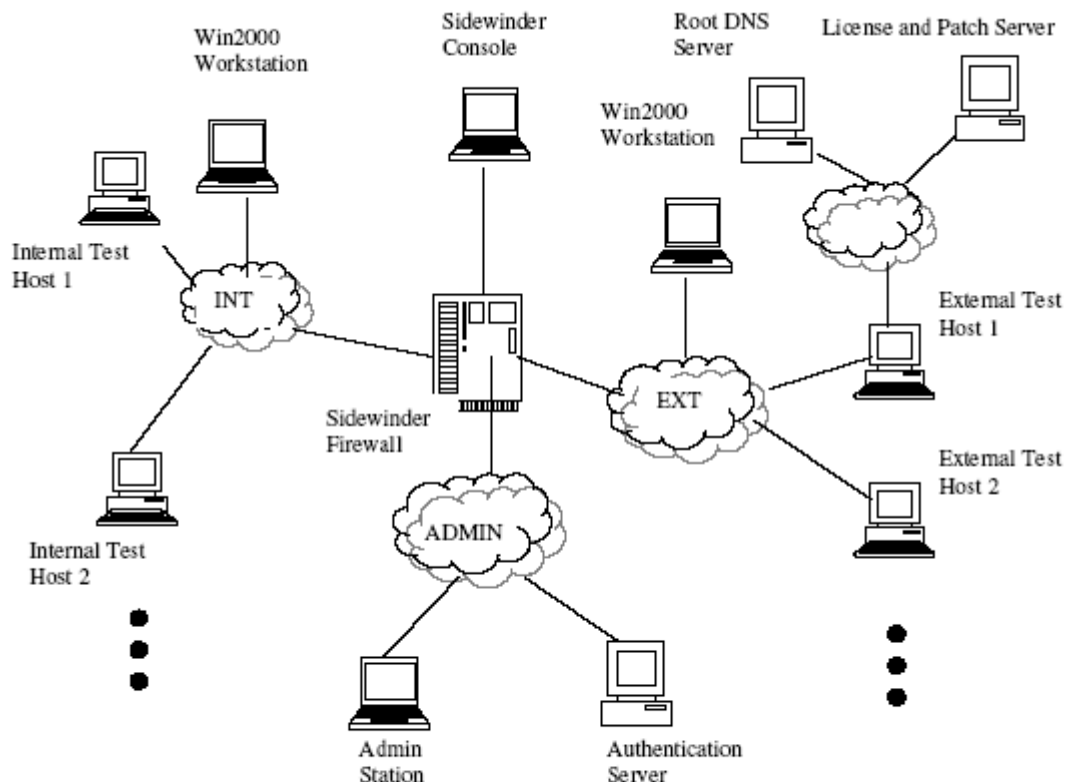 Win2000
Workstation
Sidewinder
Console
Root DNS
Server
License and Patch Server
Win2000
Workstation
Internal Test
Host 1
INT
External Test
Host 1
Sidewinder
Firewall
EXT
External Test
Host 2
ADMIN
Internal Test
Host 2
Admin
Station
Authentication
Server